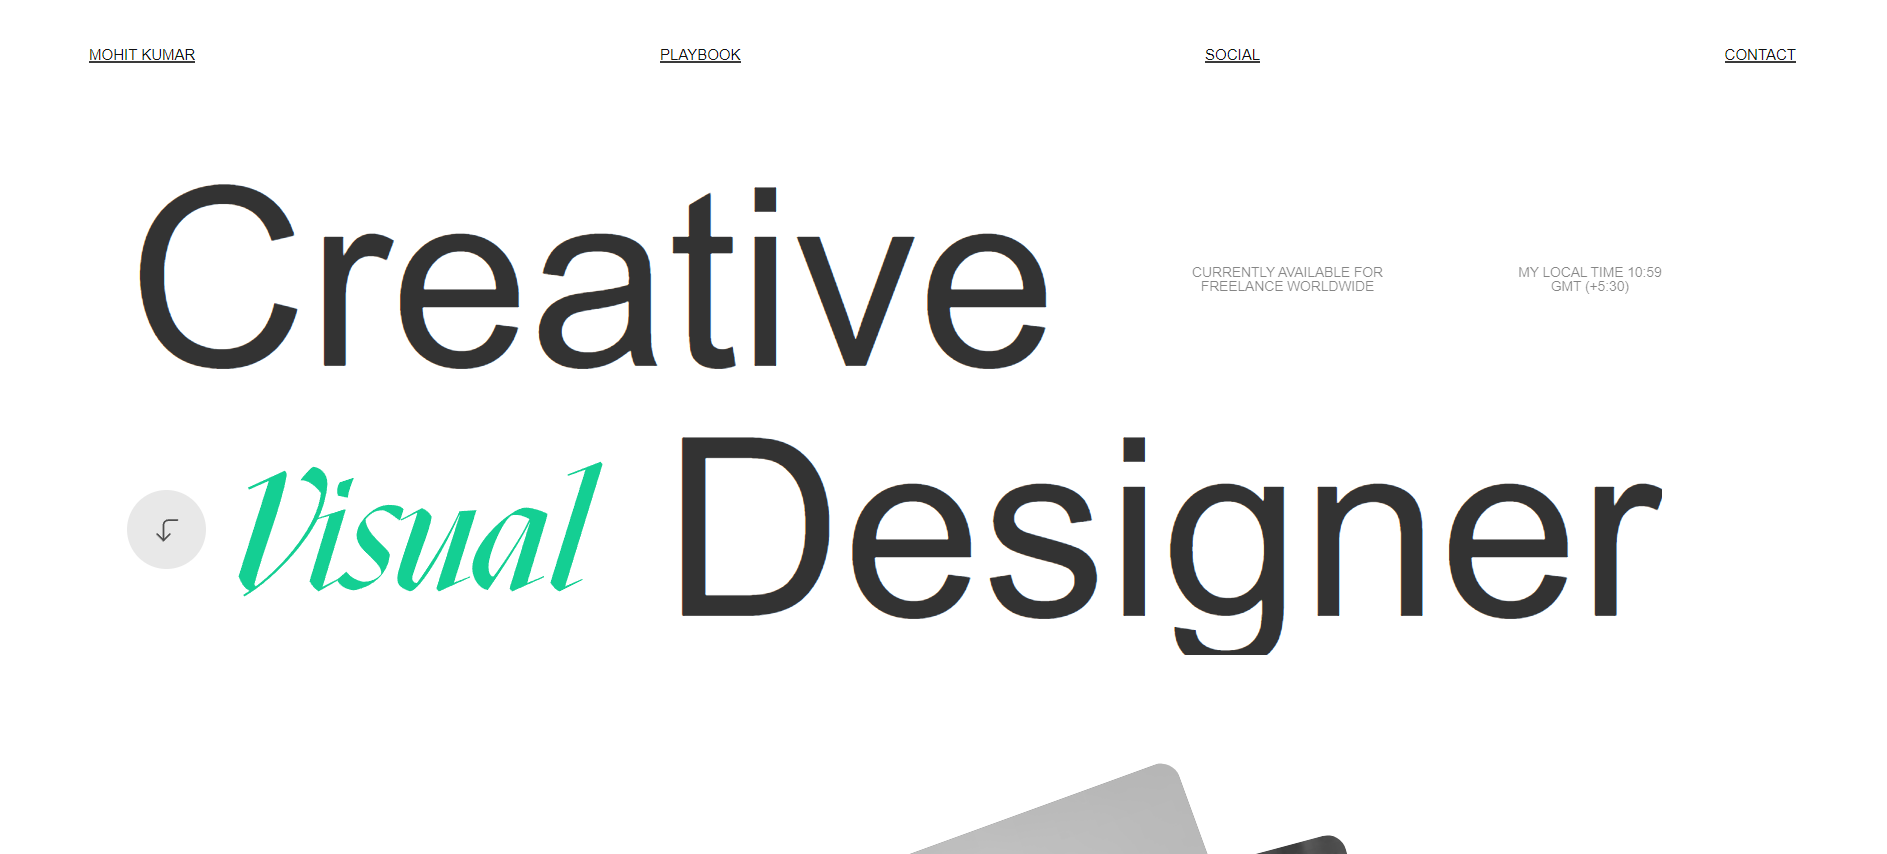 MOHIT KUMAR
PLAYBOOK
SOCIAL
CONTACT
Creative
CURRENTLY AVAILABLE FOR
FREELANCE WORLDWIDE
MY LOCAL TIME 10:59
GMT (+5:30)
Visual
Designer